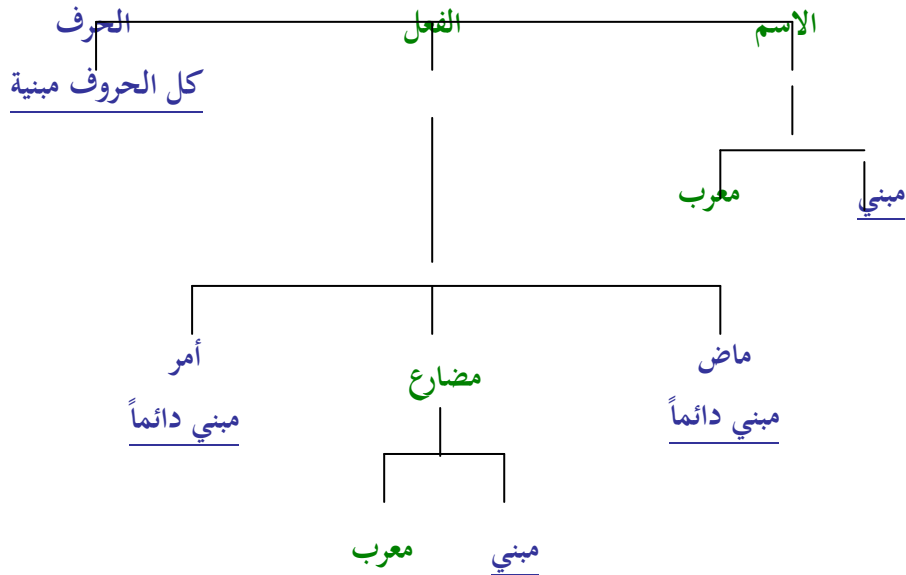 الاسم الفعل الحرف
كل الحروف مبنية
مبني معرب
ماض مضارع أمر
مبني دائماً مبني دائماً
مبني معرب